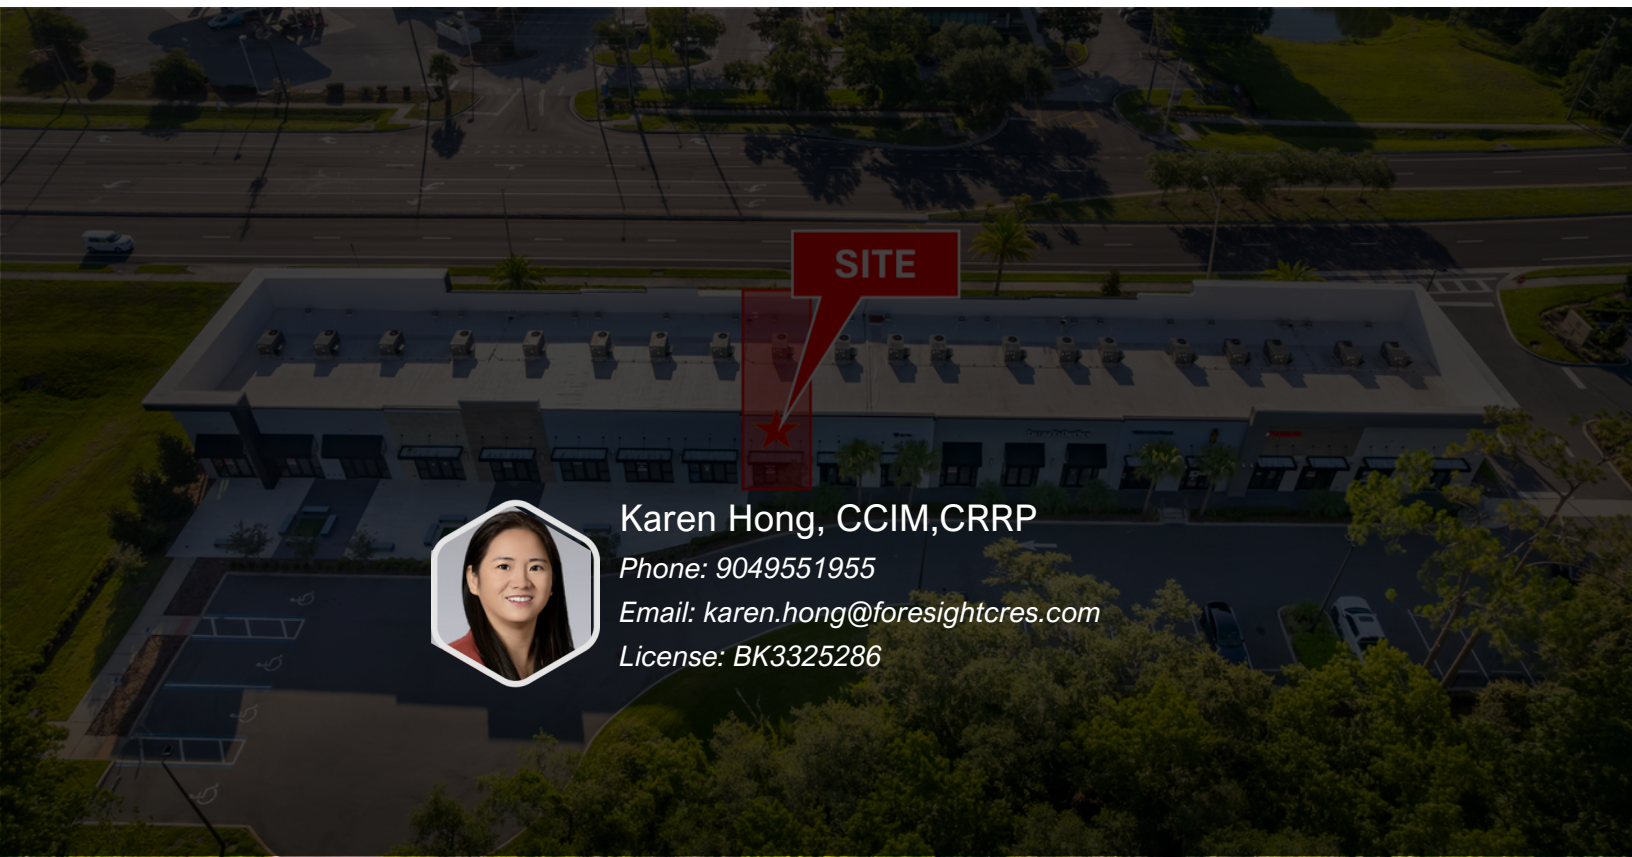 SITE
Karen Hong, CCIM,CRRP
Phone: 9049551955
Email: karen.hong@foresightcres.com
License: BK3325286